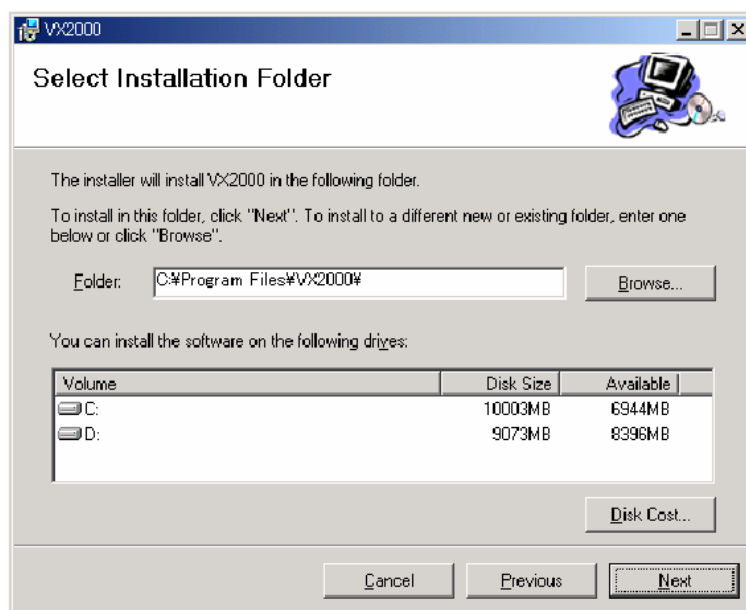 VX2000
Select Installation Folder
The installer will install VX2000 in the following folder.
To install in this folder, click "Next". To install to a different new or existing folder, enter one
below or click "Browse".
Folder: C:¥Program Files¥VX2000¥ Browse...
You can install the software on the following drives:
Volume Disk Size Available
C: 10003MB 6944MB
D: 9073MB 8396MB
Disk Cost...
Cancel Previous Next